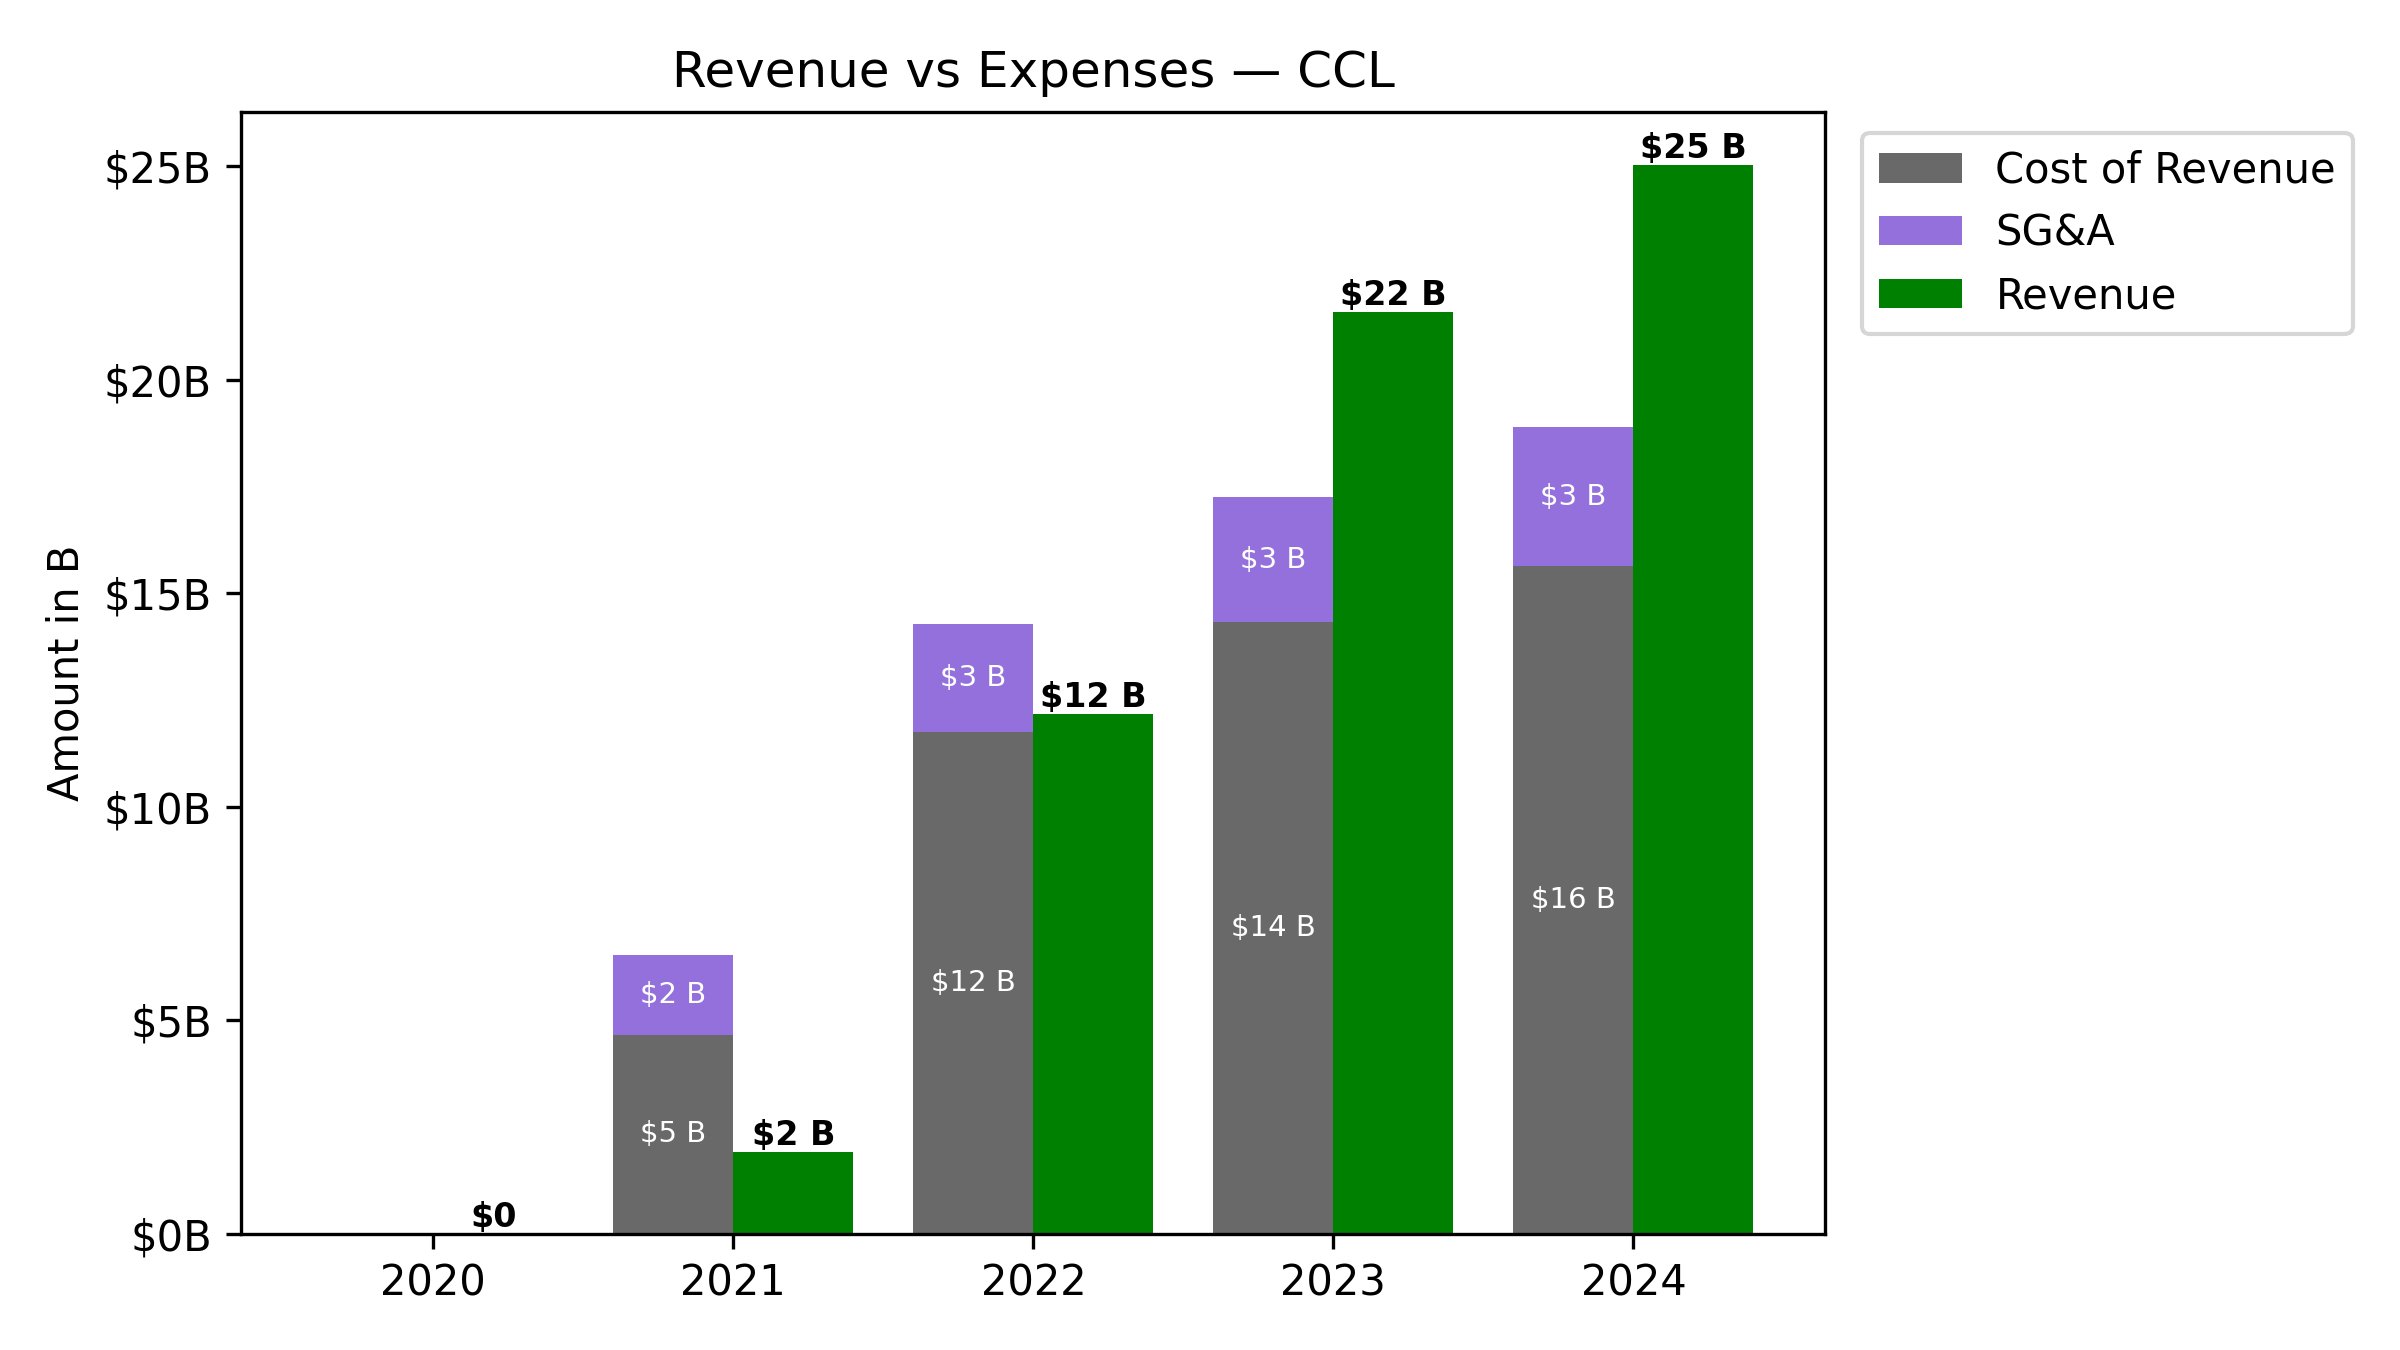 Revenue vs Expenses — CCL
Cost of Revenue
SG&A
Revenue
Amount in B
$25B
$20B
$15B
$10B
$5B
$0B
$0
$2 B
$5 B
$2 B
$3 B
$12 B
$12 B
$3 B
$14 B
$22 B
$3 B
$16 B
$25 B
2020
2021
2022
2023
2024